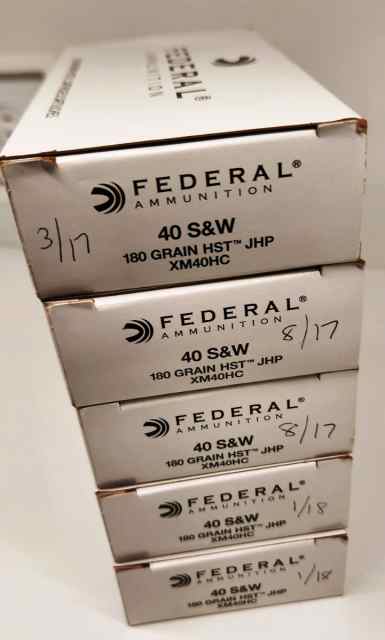 FEDERAL®
AMMUNITION
FEDERAL®
AMMUNITION
3/17
40 S&W
180 GRAIN HST™ JHP
XM40HC
FEDERAL®
AMMUNITION
8/17
40 S&W
180 GRAIN HST™ JHP
XM40HC
FEDERAL®
AMMUNITION
8/17
40 S&W
180 GRAIN HST™ JHP
XM40HC
FEDERAL®
AMMUNITION
1/18
40 S&W
180 GRAIN HST™ JHP
XM40HC
FEDERAL®
AMMUNITION
1/18
40 S&W
180 GRAIN HST™ JHP
XM40HC